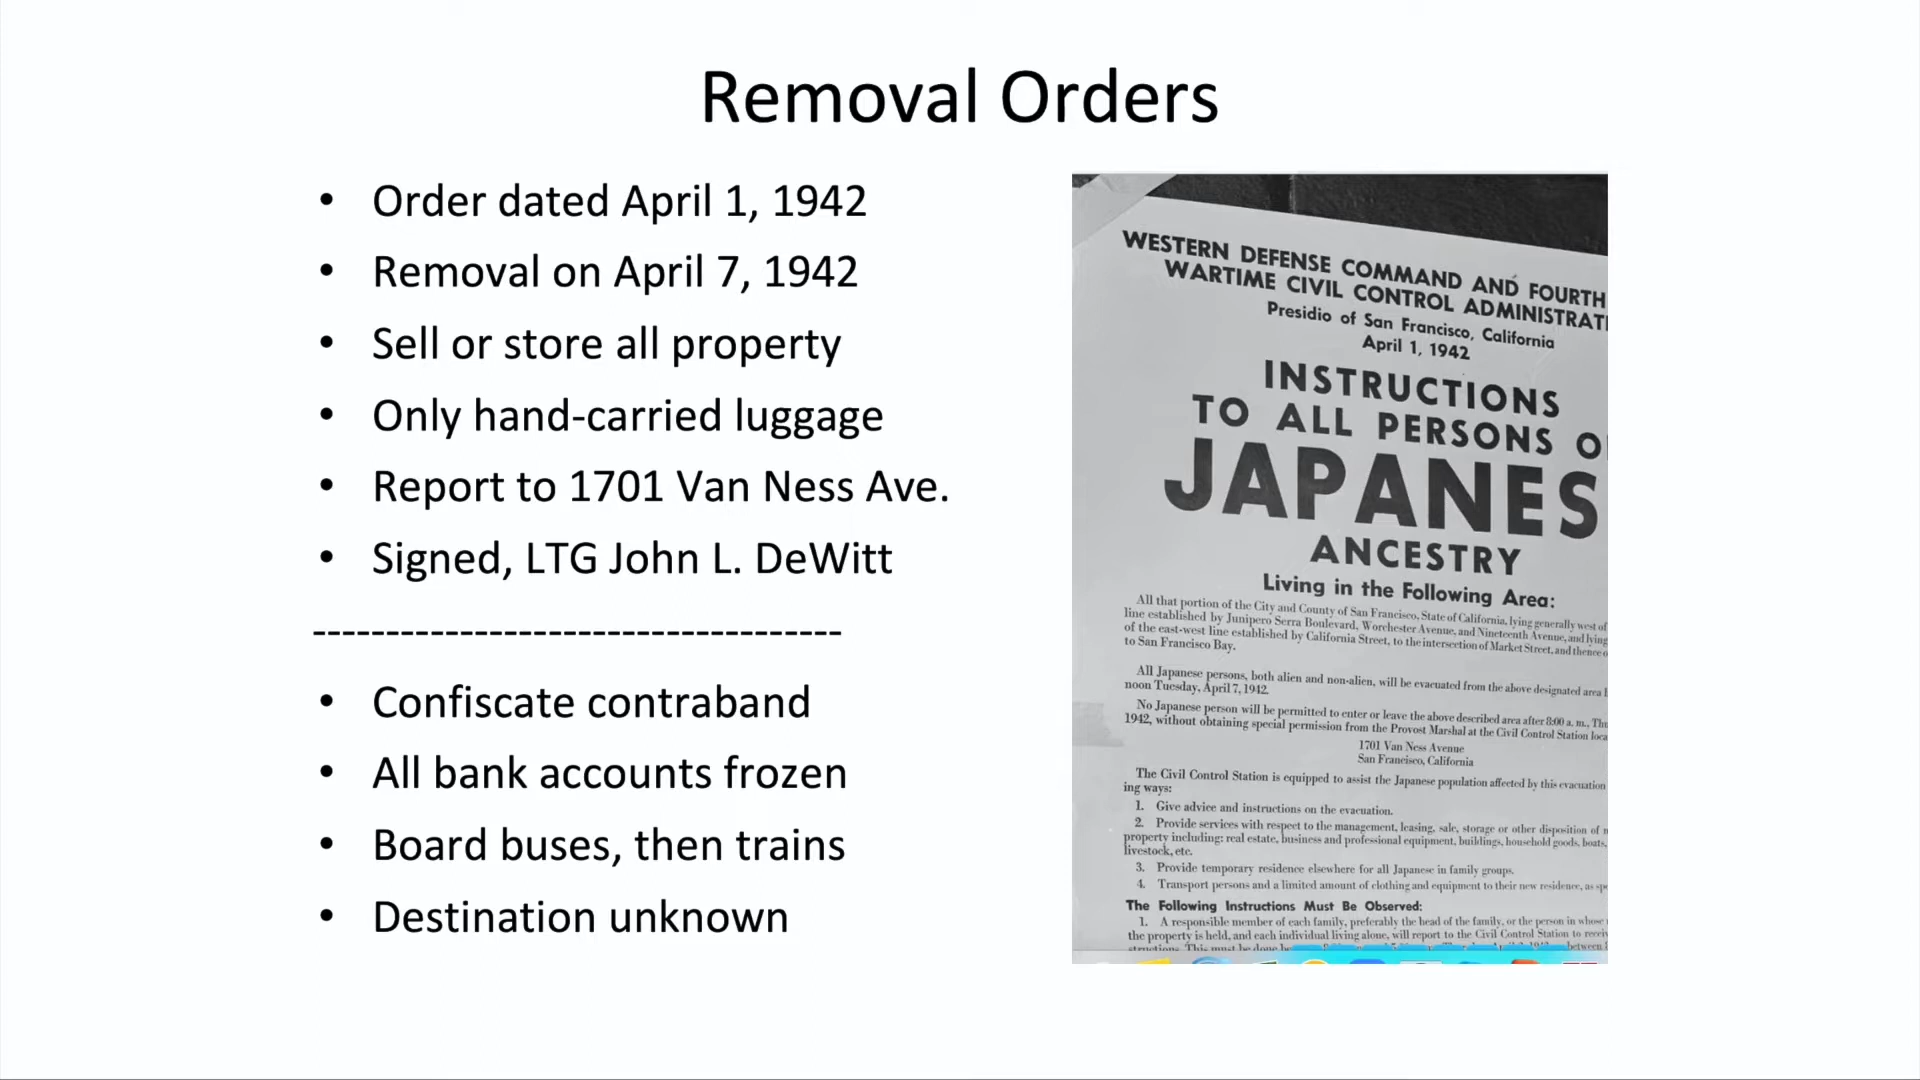 Removal Orders
• Order dated April 1, 1942
• Removal on April 7, 1942
• Sell or store all property
• Only hand-carried luggage
• Report to 1701 Van Ness Ave.
• Signed, LTG John L. DeWitt
------------------------------------
• Confiscate contraband
• All bank accounts frozen
• Board buses, then trains
• Destination unknown
WESTERN DEFENSE COMMAND AND FOURTH
WARTIME CIVIL CONTROL ADMINISTRAT
Presidio of San Francisco, California
April 1, 1942
INSTRUCTIONS
TO ALL PERSONS O
JAPANES
ANCESTRY
Living in the Following Area:
All that portion of the City and County of San Francisco, State of California, lying generally west of
line established by Junipero Serra Boulevard, Worchester Avenue, and Nineteenth Avenue, and lying
of the east-west line established by California Street, to the intersection of Market Street, and thence
to San Francisco Bay.
All Japanese persons, both alien and non-alien, will be evacuated from the above designated area
noon Tuesday, April 7, 1942.
No Japanese person will be permitted to enter or leave the above described area after 8:00 a. m., Thu
1942, without obtaining special permission from the Provost Marshal at the Civil Control Station loca
1701 Van Ness Avenue
San Francisco, California
The Civil Control Station is equipped to assist the Japanese population affected by this evacuation
ing ways:
1. Give advice and instructions on the evacuation.
2. Provide services with respect to the management, leasing, sale, storage or other disposition of
property including: real estate, business and professional equipment, buildings, household goods, boats,
livestock, etc.
3. Provide temporary residence elsewhere for all Japanese in family groups.
4. Transport persons and a limited amount of clothing and equipment to their new residence, as sp
The Following Instructions Must Be Observed:
1. A responsible member of each family, preferably the head of the family, or the person in whose
the property is held, and each individual living alone, will report to the Civil Control Station to receiv
structions. This must be done between